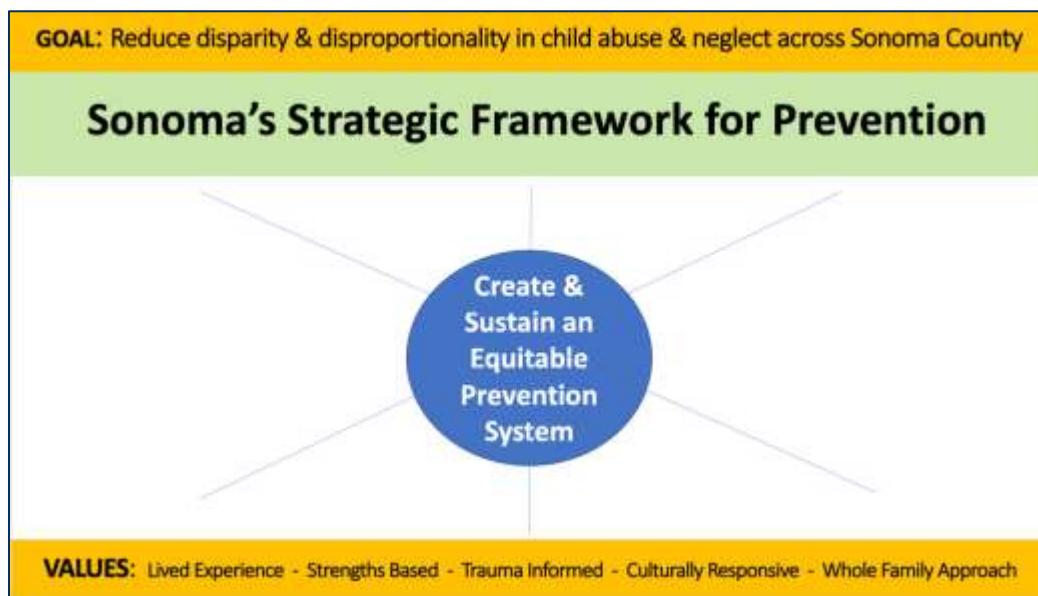 GOAL: Reduce disparity & disproportionality in child abuse & neglect across Sonoma County
Sonoma's Strategic Framework for Prevention
Create &
Sustain an
Equitable
Prevention
System
VALUES: Lived Experience - Strengths Based - Trauma Informed - Culturally Responsive - Whole Family Approach